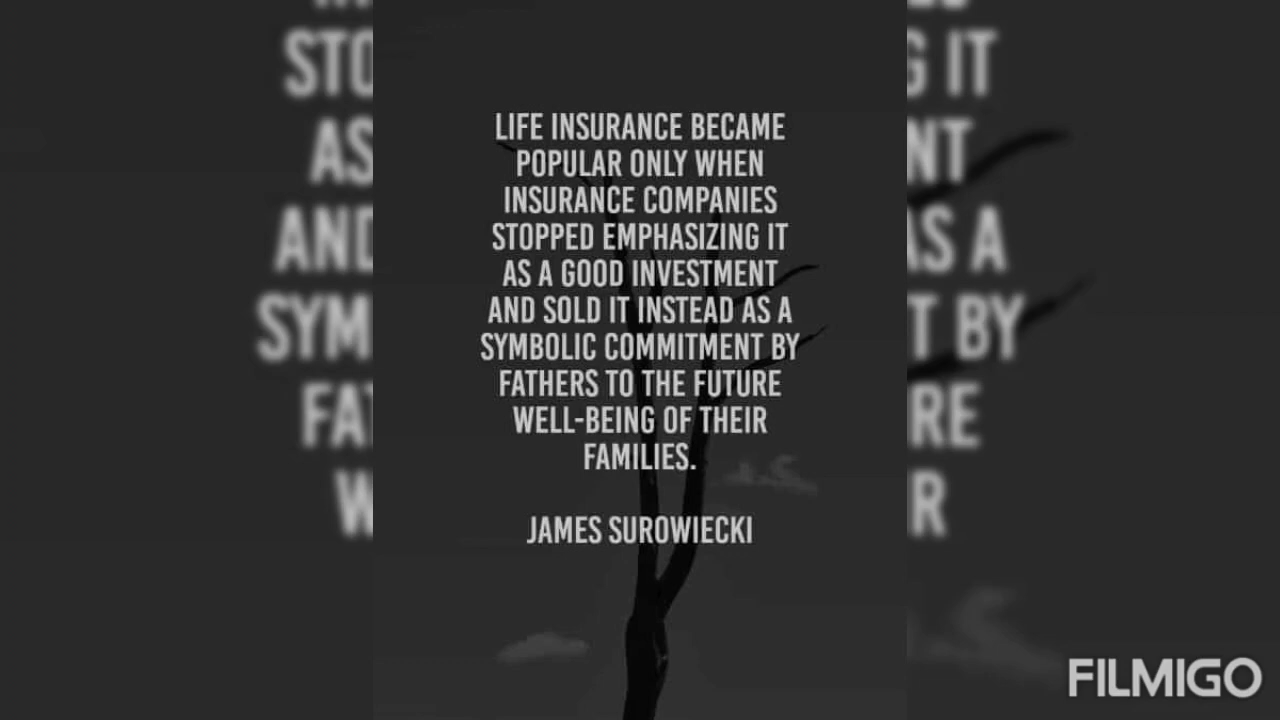 LIFE INSURANCE BECAME
POPULAR ONLY WHEN
INSURANCE COMPANIES
STOPPED EMPHASIZING IT
AS A GOOD INVESTMENT
AND SOLD IT INSTEAD AS A
SYMBOLIC COMMITMENT BY
FATHERS TO THE FUTURE
WELL-BEING OF THEIR
FAMILIES.
JAMES SUROWIECKI
FILMIGO